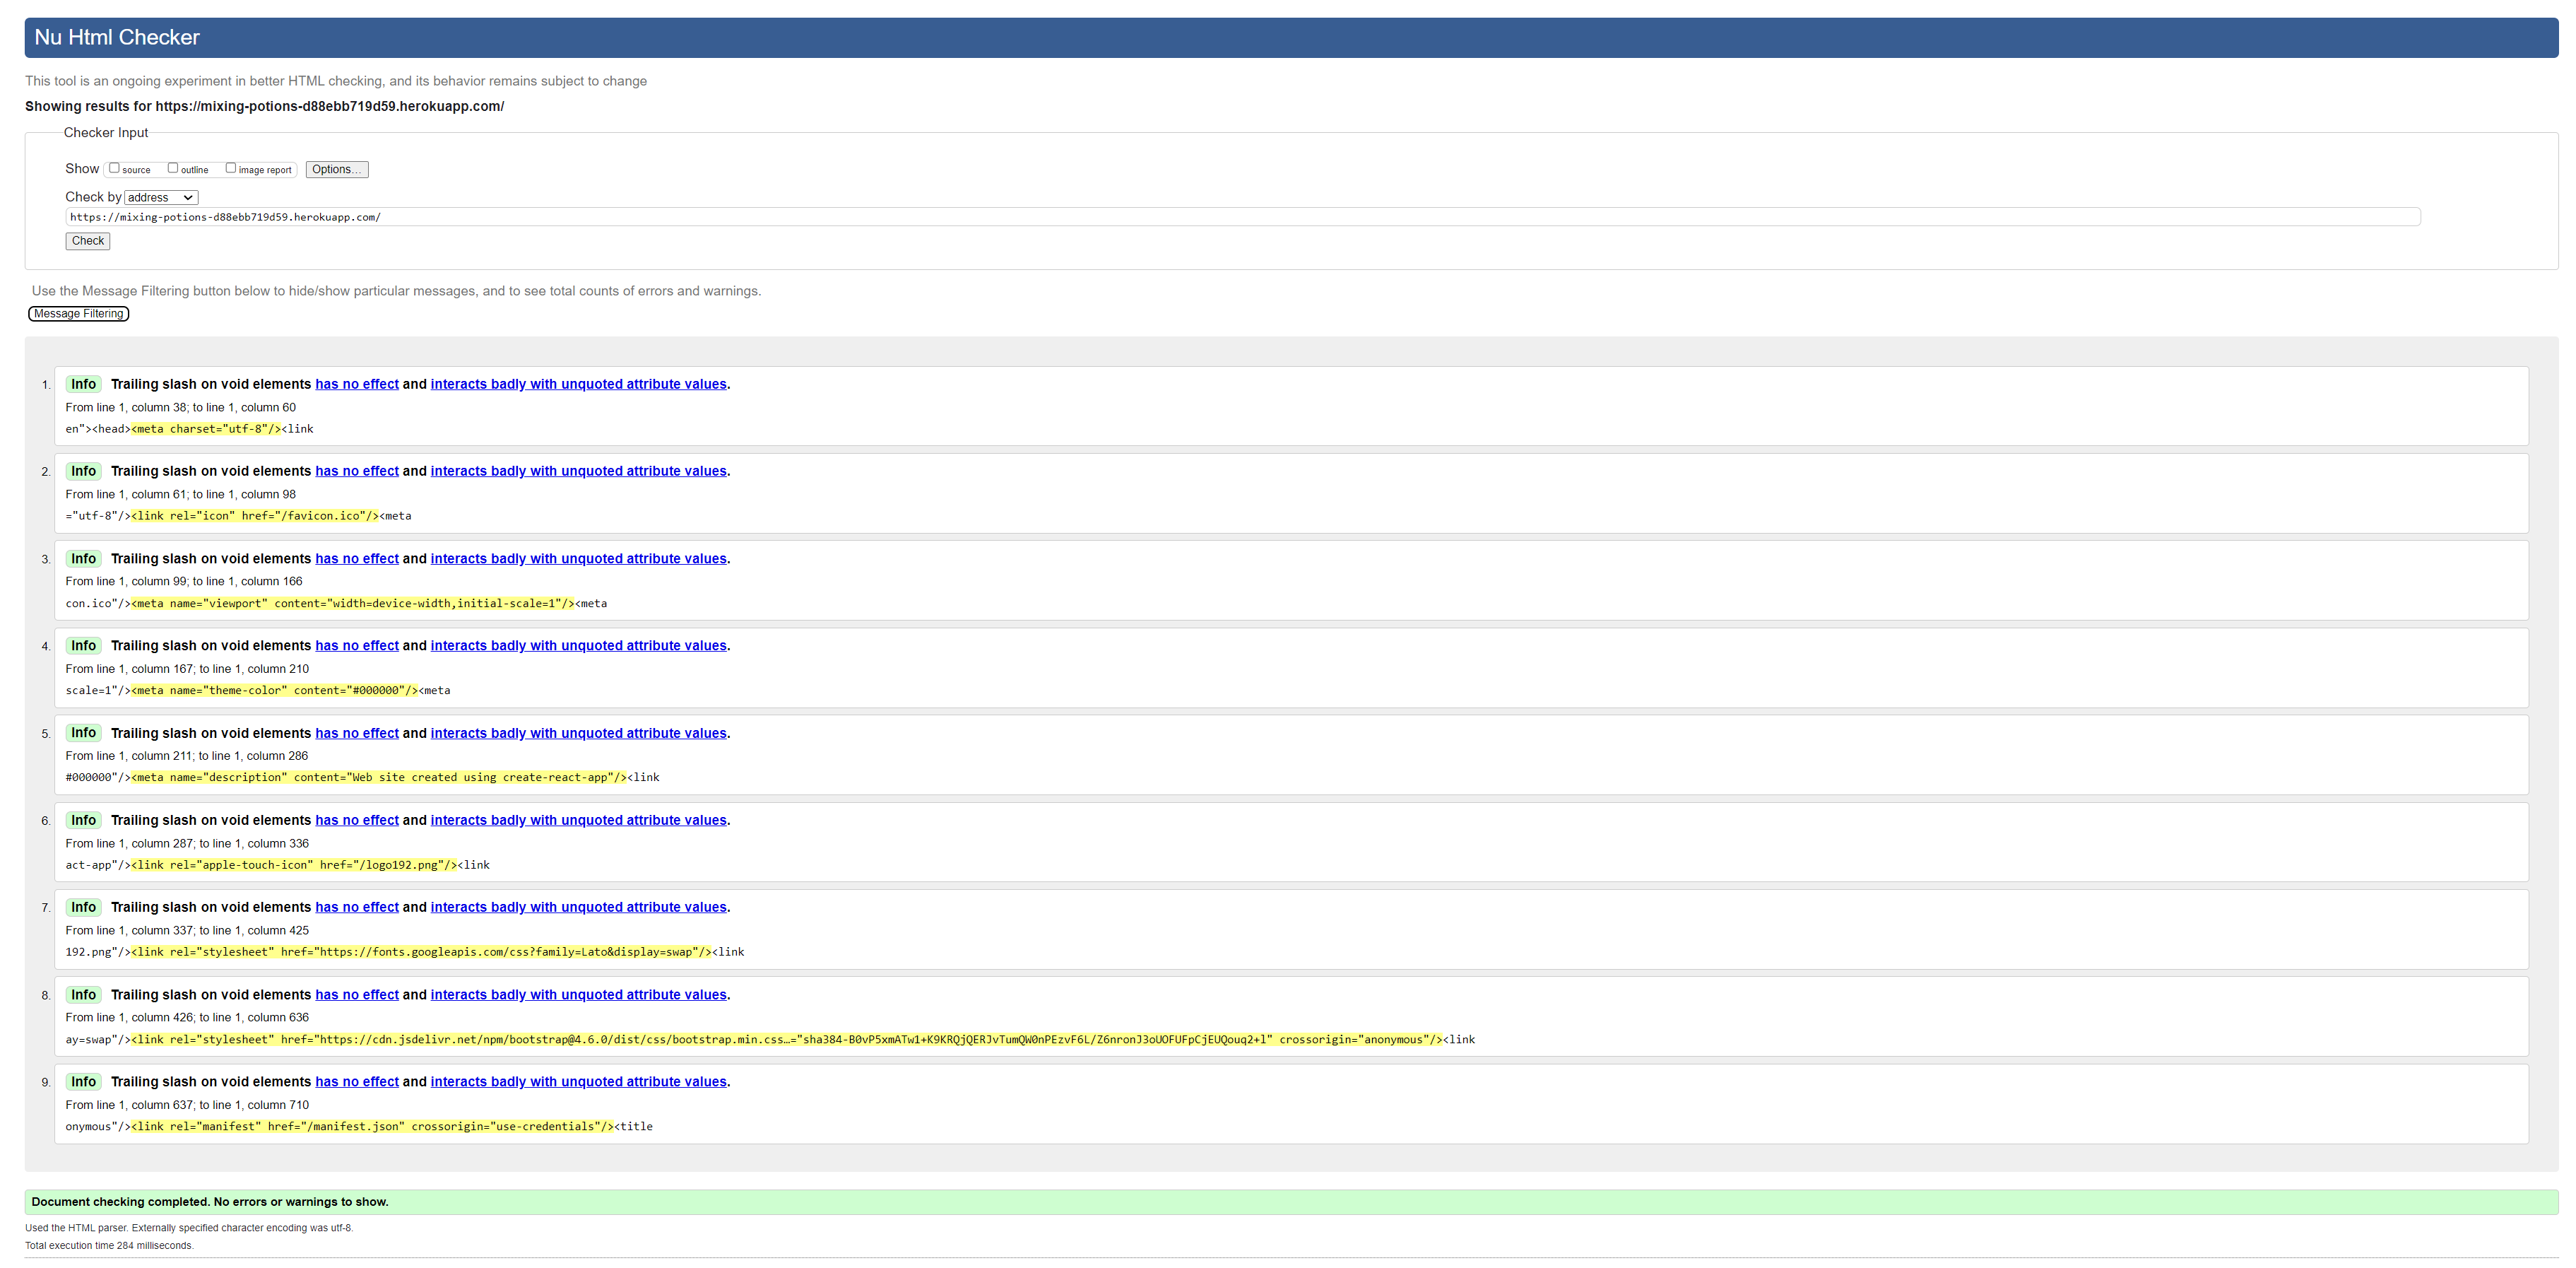 Nu Html Checker
This tool is an ongoing experiment in better HTML checking, and its behavior remains subject to change
Showing results for https://mixing-potions-d88ebb719d59.herokuapp.com/
Checker Input
Show source outline image report Options...
Check by address
https://mixing-potions-d88ebb719d59.herokuapp.com/
Check
Use the Message Filtering button below to hide/show particular messages, and to see total counts of errors and warnings.
Message Filtering
1. Info Trailing slash on void elements has no effect and interacts badly with unquoted attribute values.
From line 1, column 38; to line 1, column 60
en"><head><meta charset="utf-8"/><link
2. Info Trailing slash on void elements has no effect and interacts badly with unquoted attribute values.
From line 1, column 61; to line 1, column 98
="utf-8"/><link rel="icon" href="/favicon.ico"/><meta
3. Info Trailing slash on void elements has no effect and interacts badly with unquoted attribute values.
From line 1, column 99; to line 1, column 166
con.ico"/><meta name="viewport" content="width=device-width,initial-scale=1"/><meta
4. Info Trailing slash on void elements has no effect and interacts badly with unquoted attribute values.
From line 1, column 167; to line 1, column 210
scale=1"/><meta name="theme-color" content="#000000"/><meta
5. Info Trailing slash on void elements has no effect and interacts badly with unquoted attribute values.
From line 1, column 211; to line 1, column 286
#000000"/><meta name="description" content="Web site created using create-react-app"/><link
6. Info Trailing slash on void elements has no effect and interacts badly with unquoted attribute values.
From line 1, column 287; to line 1, column 336
act-app"/><link rel="apple-touch-icon" href="/logo192.png"/><link
7. Info Trailing slash on void elements has no effect and interacts badly with unquoted attribute values.
From line 1, column 337; to line 1, column 425
192.png"/><link rel="stylesheet" href="https://fonts.googleapis.com/css?family=Lato&display=swap"/><link
8. Info Trailing slash on void elements has no effect and interacts badly with unquoted attribute values.
From line 1, column 426; to line 1, column 636
ay=swap"/><link rel="stylesheet" href="https://cdn.jsdelivr.net/npm/bootstrap@4.6.0/dist/css/bootstrap.min.css…="sha384-B0vP5xmATw1+K9KRQjQERJvTumQW0nPEzvF6L/Z6nronJ3oUOFUFpCjEUQouq2+l" crossorigin="anonymous"/><link
9. Info Trailing slash on void elements has no effect and interacts badly with unquoted attribute values.
From line 1, column 637; to line 1, column 710
onymous"/><link rel="manifest" href="/manifest.json" crossorigin="use-credentials"/><title
Document checking completed. No errors or warnings to show.
Used the HTML parser. Externally specified character encoding was utf-8.
Total execution time 284 milliseconds.